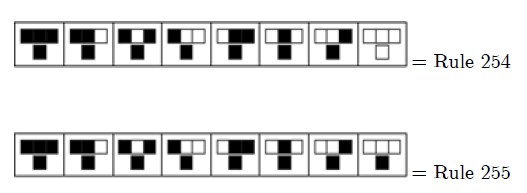 = Rule 254
= Rule 255